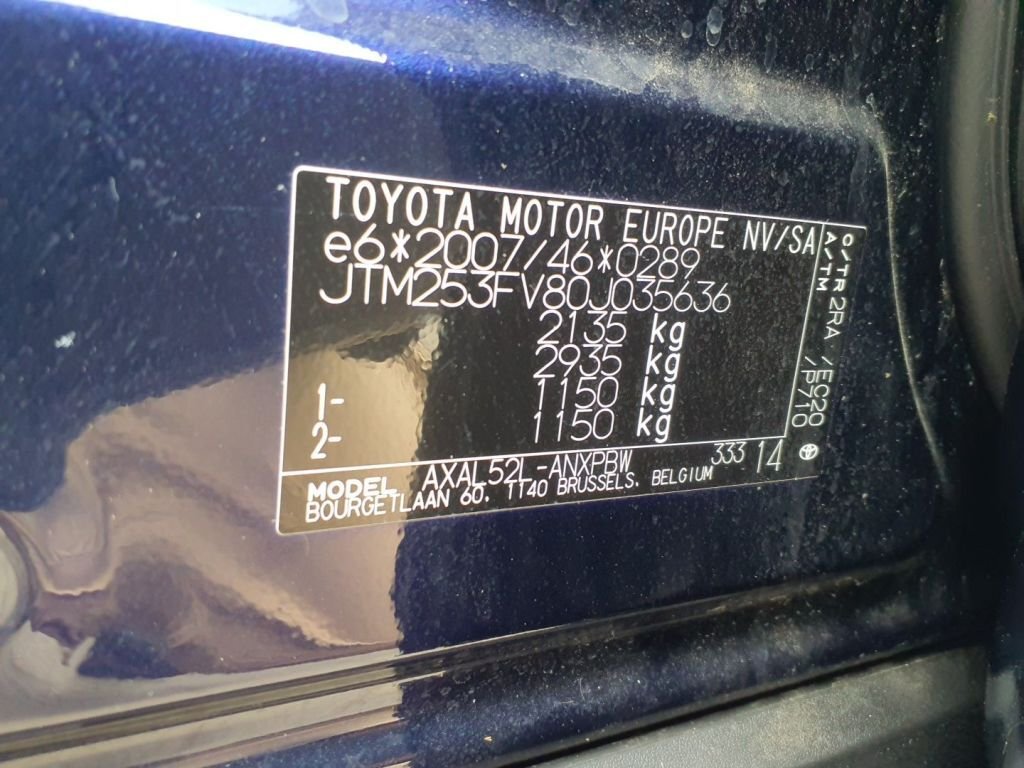 TOYOTA MOTOR EUROPE NV/SA
e6*2007/46*0289
JTM253FV80J035636
2135 kg
2935 kg
1- 1150 kg
2- 1150 kg
MODEL AXAL52L-ANXPBW 333 14
BOURGETLAAN 60, 1140 BRUSSELS, BELGIUM
C/TR 2RA /EC20
A/TM /P710